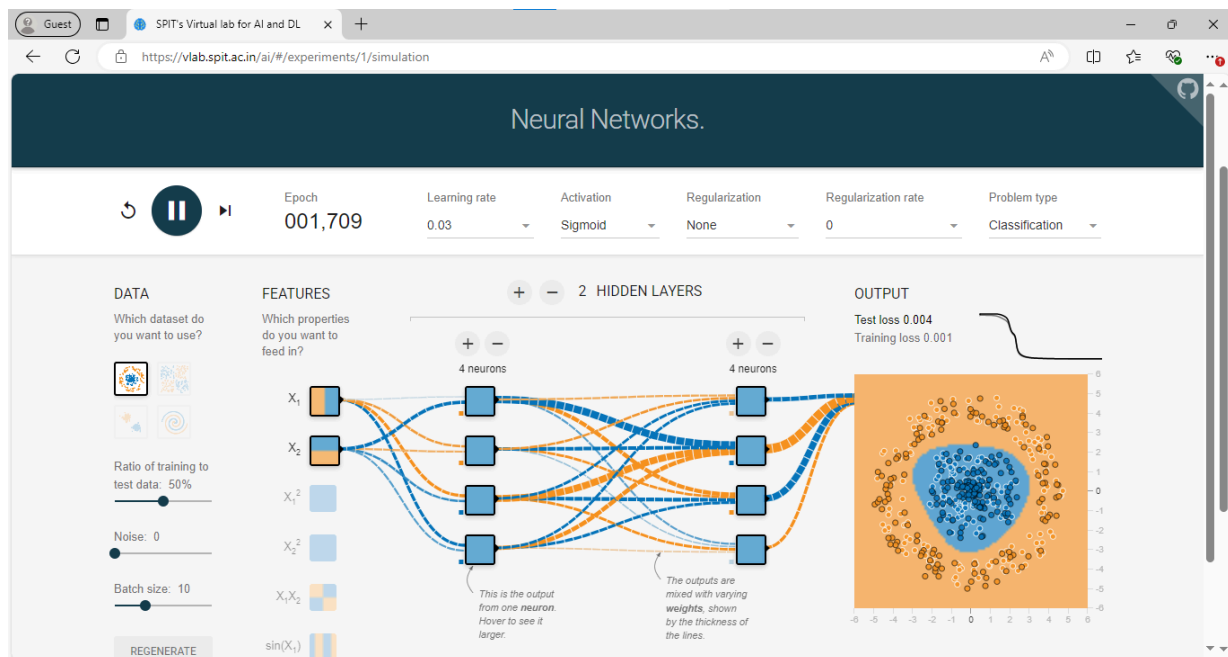 Guest
SPIT's Virtual lab for AI and DL
https://vlab.spit.ac.in/ai/#/experiments/1/simulation
Neural Networks.
Epoch
001,709
Learning rate
0.03
Activation
Sigmoid
Regularization
None
Regularization rate
0
Problem type
Classification
DATA
Which dataset do
you want to use?
Ratio of training to
test data: 50%
Noise: 0
Batch size: 10
REGENERATE
FEATURES
Which properties
do you want to
feed in?
X₁
X₂
X₁²
X₂²
X₁X₂
sin(X₁)
2 HIDDEN LAYERS
4 neurons
4 neurons
This is the output
from one neuron.
Hover to see it
larger.
The outputs are
mixed with varying
weights, shown
by the thickness of
the lines.
OUTPUT
Test loss 0.004
Training loss 0.001
6
5
4
3
2
1
0
-1
-2
-3
-4
-5
-6
-6 -5 -4 -3 -2 -1 0 1 2 3 4 5 6